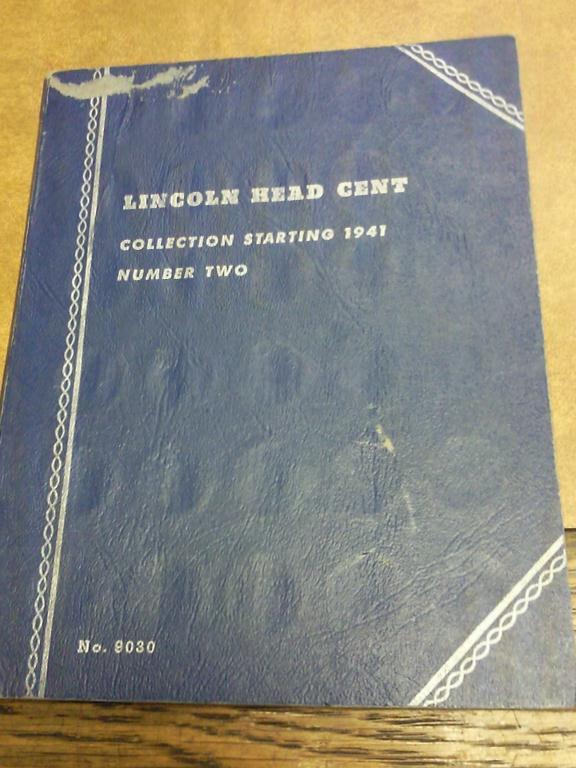 LINCOLN HEAD CENT
COLLECTION STARTING 1941
NUMBER TWO
No. 9030